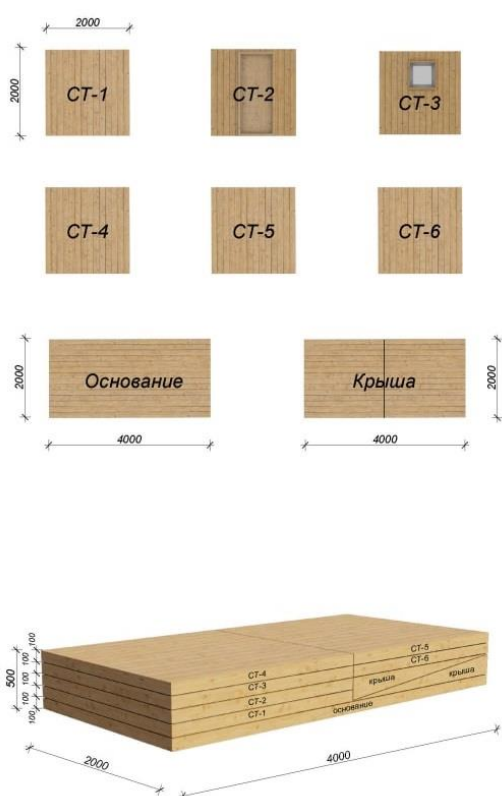 2000
2000
СТ-1
СТ-2
СТ-3
СТ-4
СТ-5
СТ-6
2000
Основание
Крыша
2000
4000
4000
100
100
100
100
100
500
СТ-4
СТ-3
СТ-2
СТ-1
СТ-5
СТ-6
крыша
крыша
основание
2000
4000